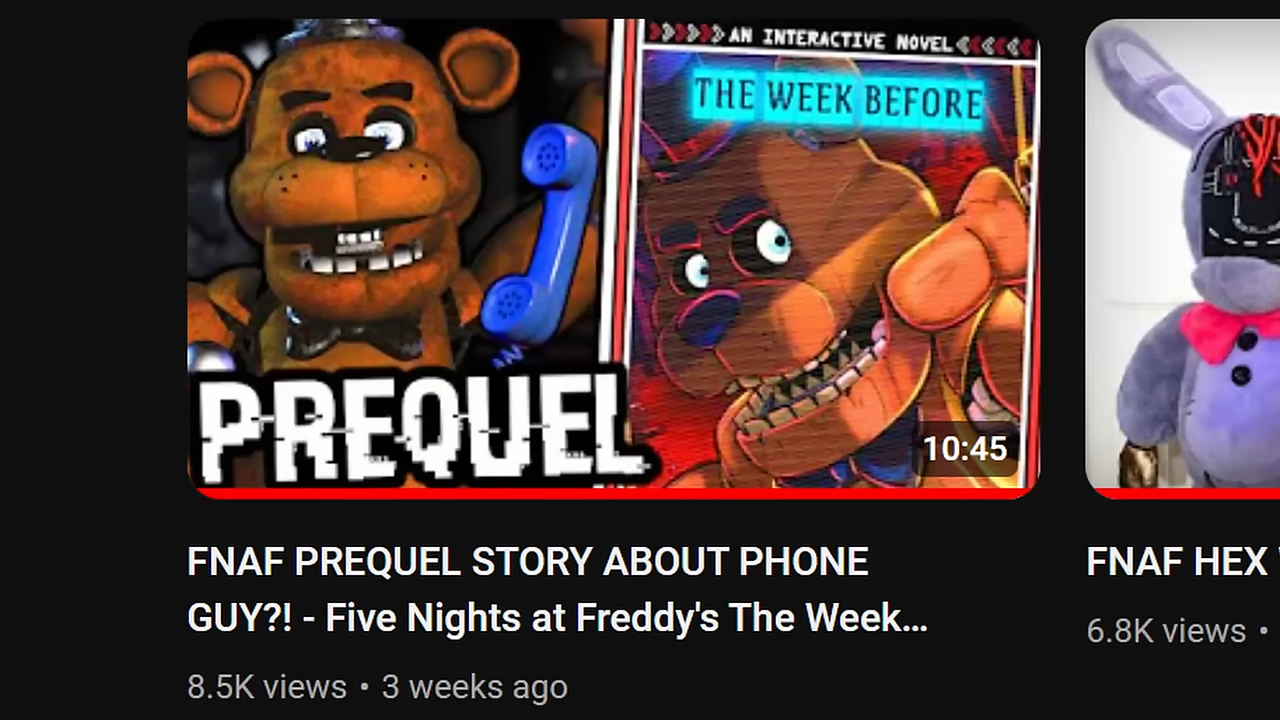 AN INTERACTIVE NOVEL
THE WEEK BEFORE
PREQUEL
10:45
FNAF PREQUEL STORY ABOUT PHONE
GUY?! - Five Nights at Freddy's The Week...
8.5K views • 3 weeks ago
FNAF HEX
6.8K views •